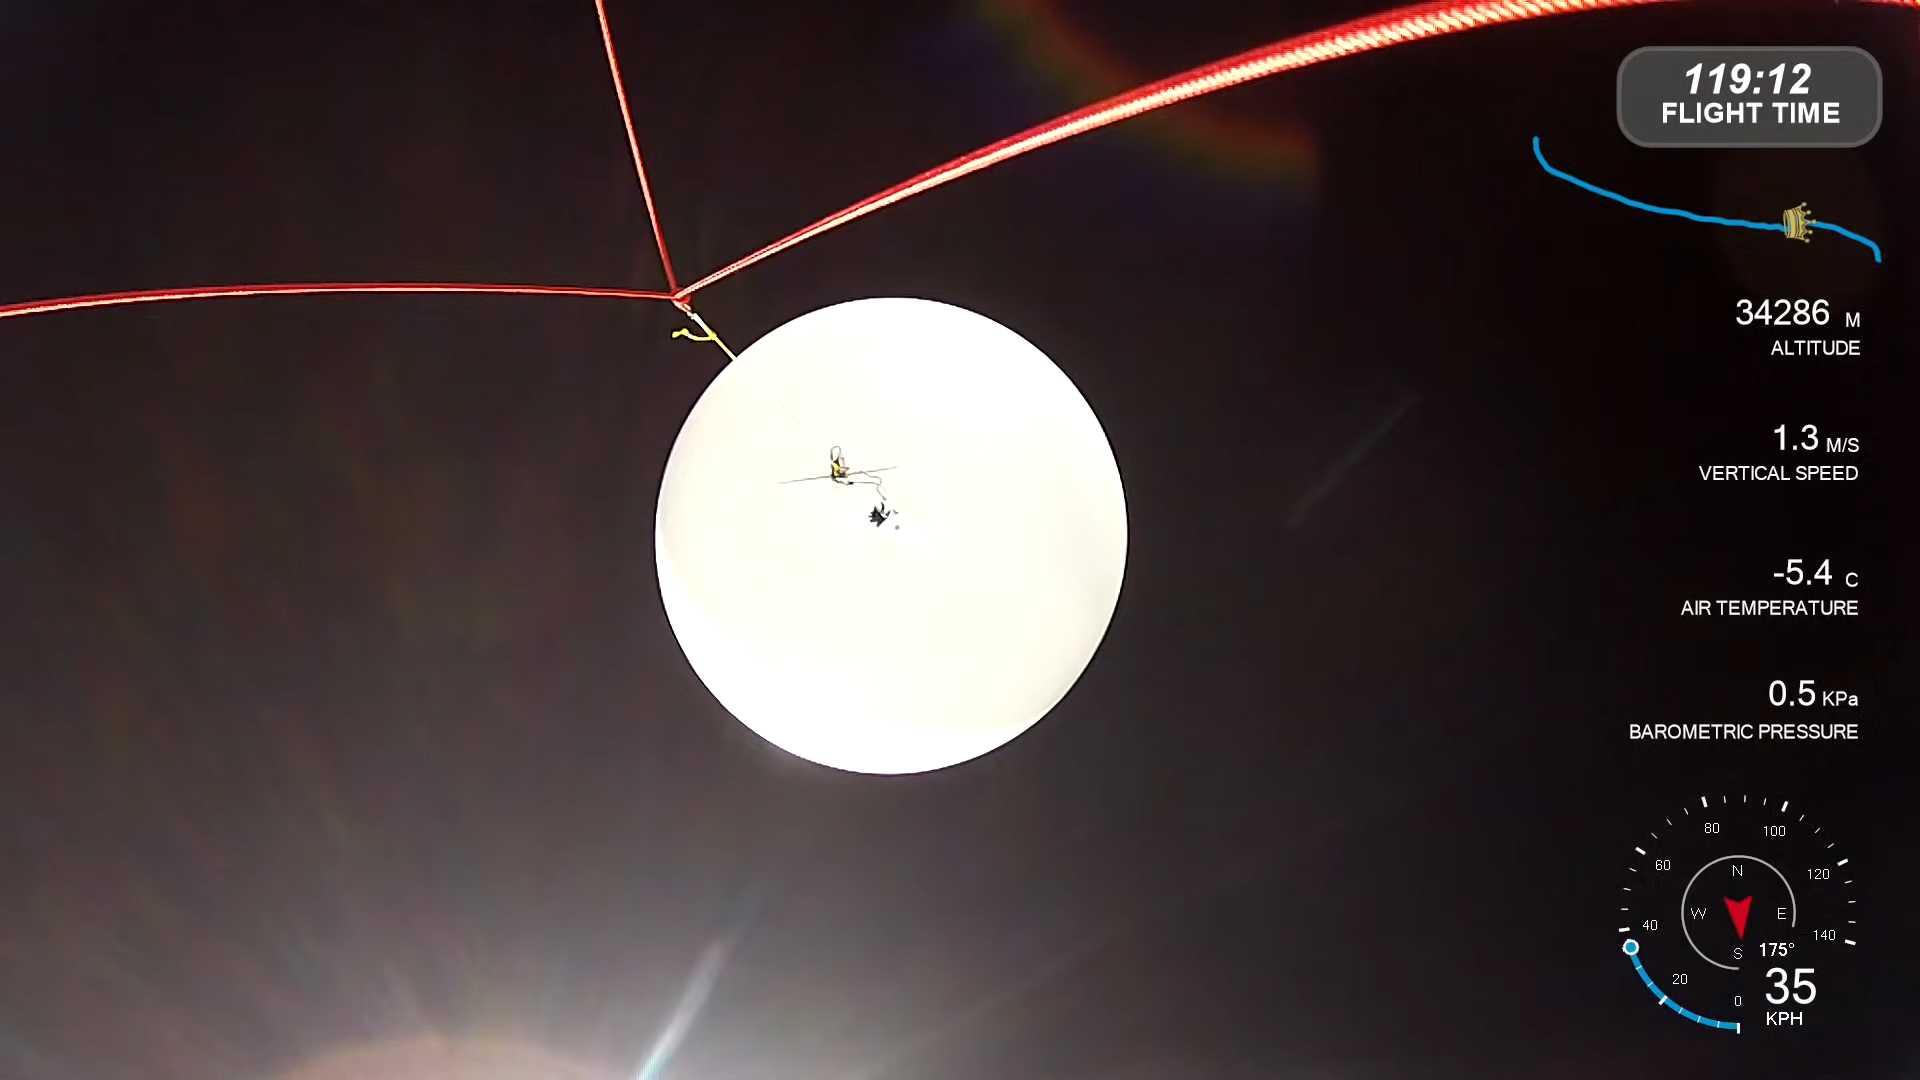 119:12
FLIGHT TIME
34286 M
ALTITUDE
1.3 M/S
VERTICAL SPEED
-5.4 C
AIR TEMPERATURE
0.5 KPa
BAROMETRIC PRESSURE
80 100
60 120
40 140
20
0
N
W E
S 175°
35
KPH